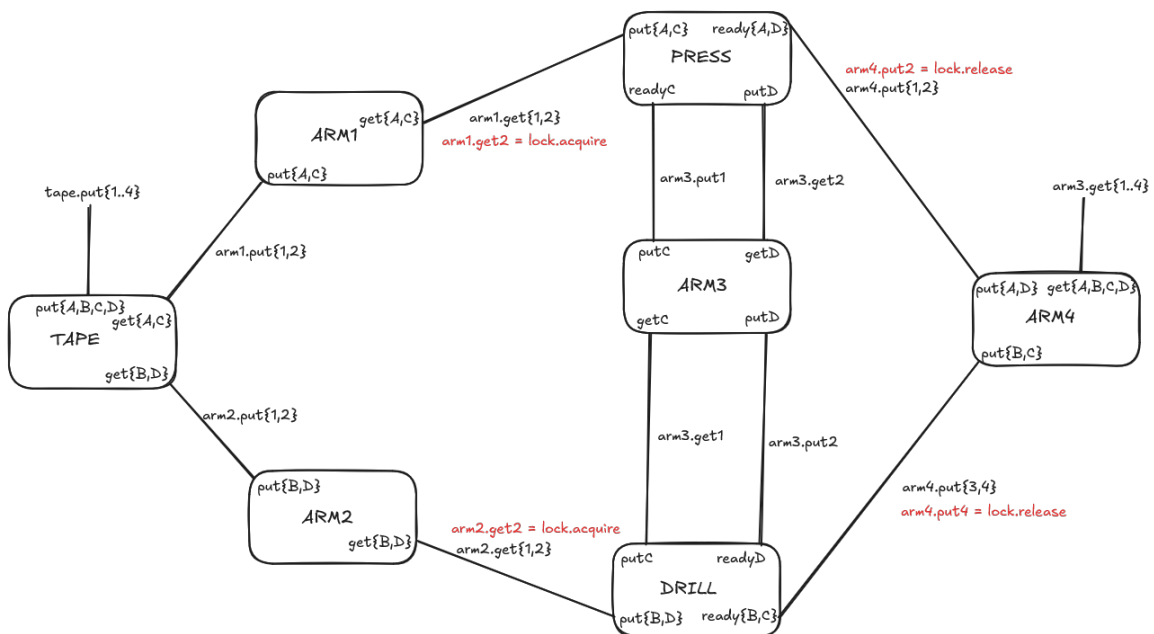 put{A,C} ready{A,D}
PRESS
readyC putD
arm4.put2 = lock.release
arm4.put{1,2}
get{A,C}
ARM1
put{A,C}
arm1.get{1,2}
arm1.get2 = lock.acquire
tape.put{1..4}
arm3.put1
arm3.get2
arm3.get{1..4}
arm1.put{1,2}
putC getD
ARM3
getC putD
put{A,B,C,D}
get{A,C}
TAPE
get{B,D}
put{A,D} get{A,B,C,D}
ARM4
put{B,C}
arm2.put{1,2}
arm3.get1
arm3.put2
put{B,D}
ARM2
get{B,D}
arm2.get2 = lock.acquire
arm2.get{1,2}
arm4.put{3,4}
arm4.put4 = lock.release
putC readyD
DRILL
put{B,D} ready{B,C}